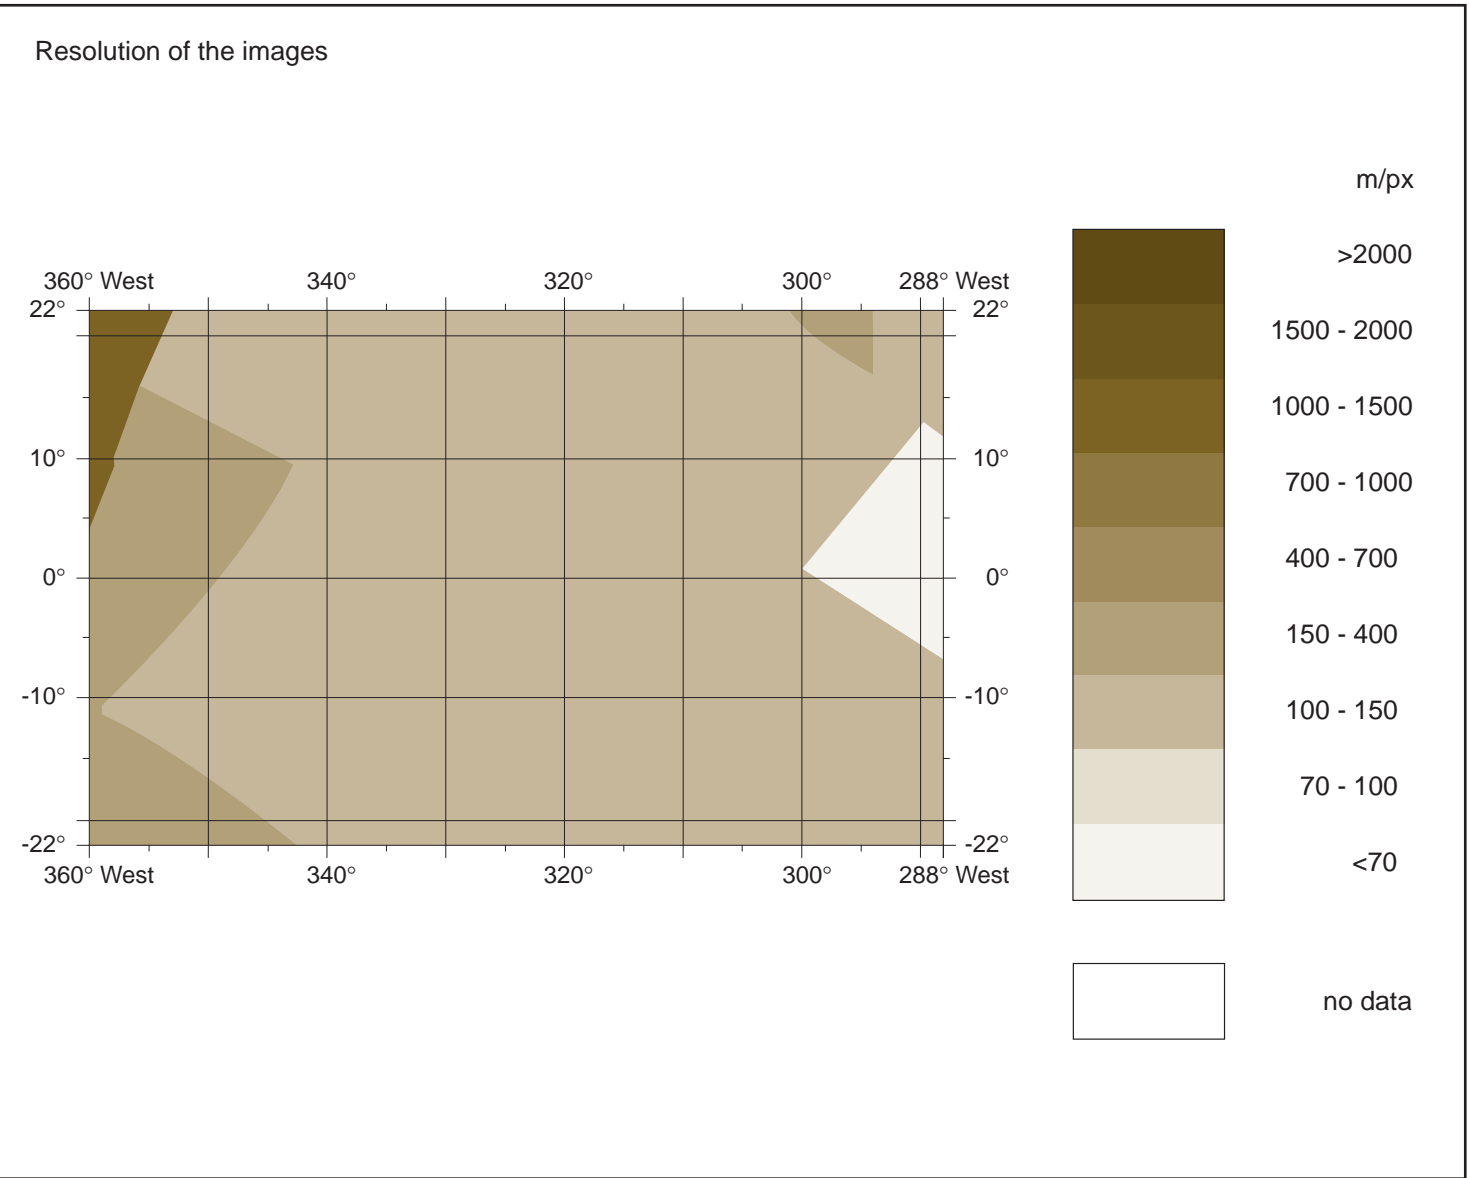 Resolution of the images
m/px
>2000
1500 - 2000
1000 - 1500
700 - 1000
400 - 700
150 - 400
100 - 150
70 - 100
<70
no data
360° West 340° 320° 300° 288° West
22° 22°
10° 10°
0° 0°
-10° -10°
-22° -22°
360° West 340° 320° 300° 288° West